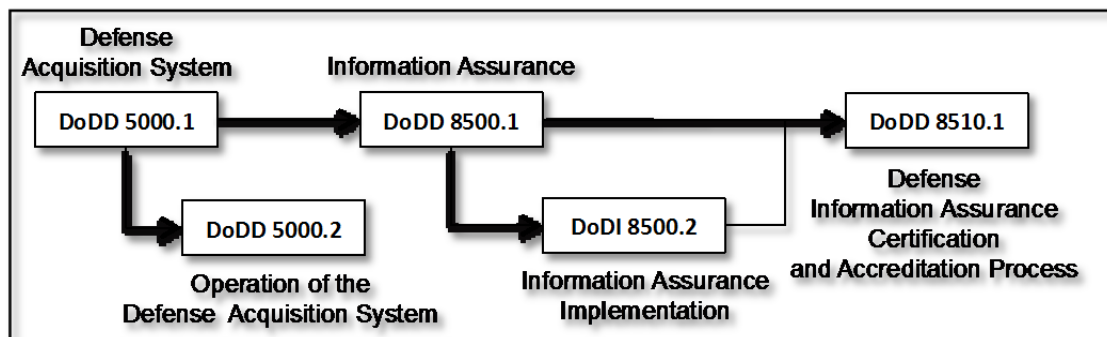 Defense
Acquisition System
Information Assurance
DoDD 5000.1
DoDD 8500.1
DoDD 8510.1
DoDD 5000.2
DoDI 8500.2
Defense
Information Assurance
Certification
and Accreditation Process
Operation of the
Defense Acquisition System
Information Assurance
Implementation